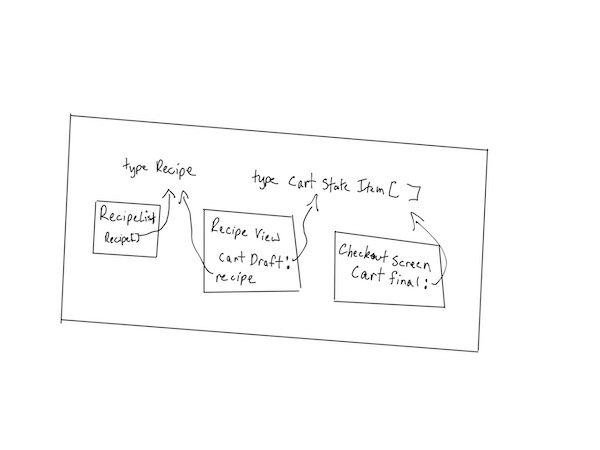 type Recipe
type Cart State Item [ ]
RecipeList
Recipe[]
Recipe View
Cart Draft:
recipe
Checkout Screen
Cart final: